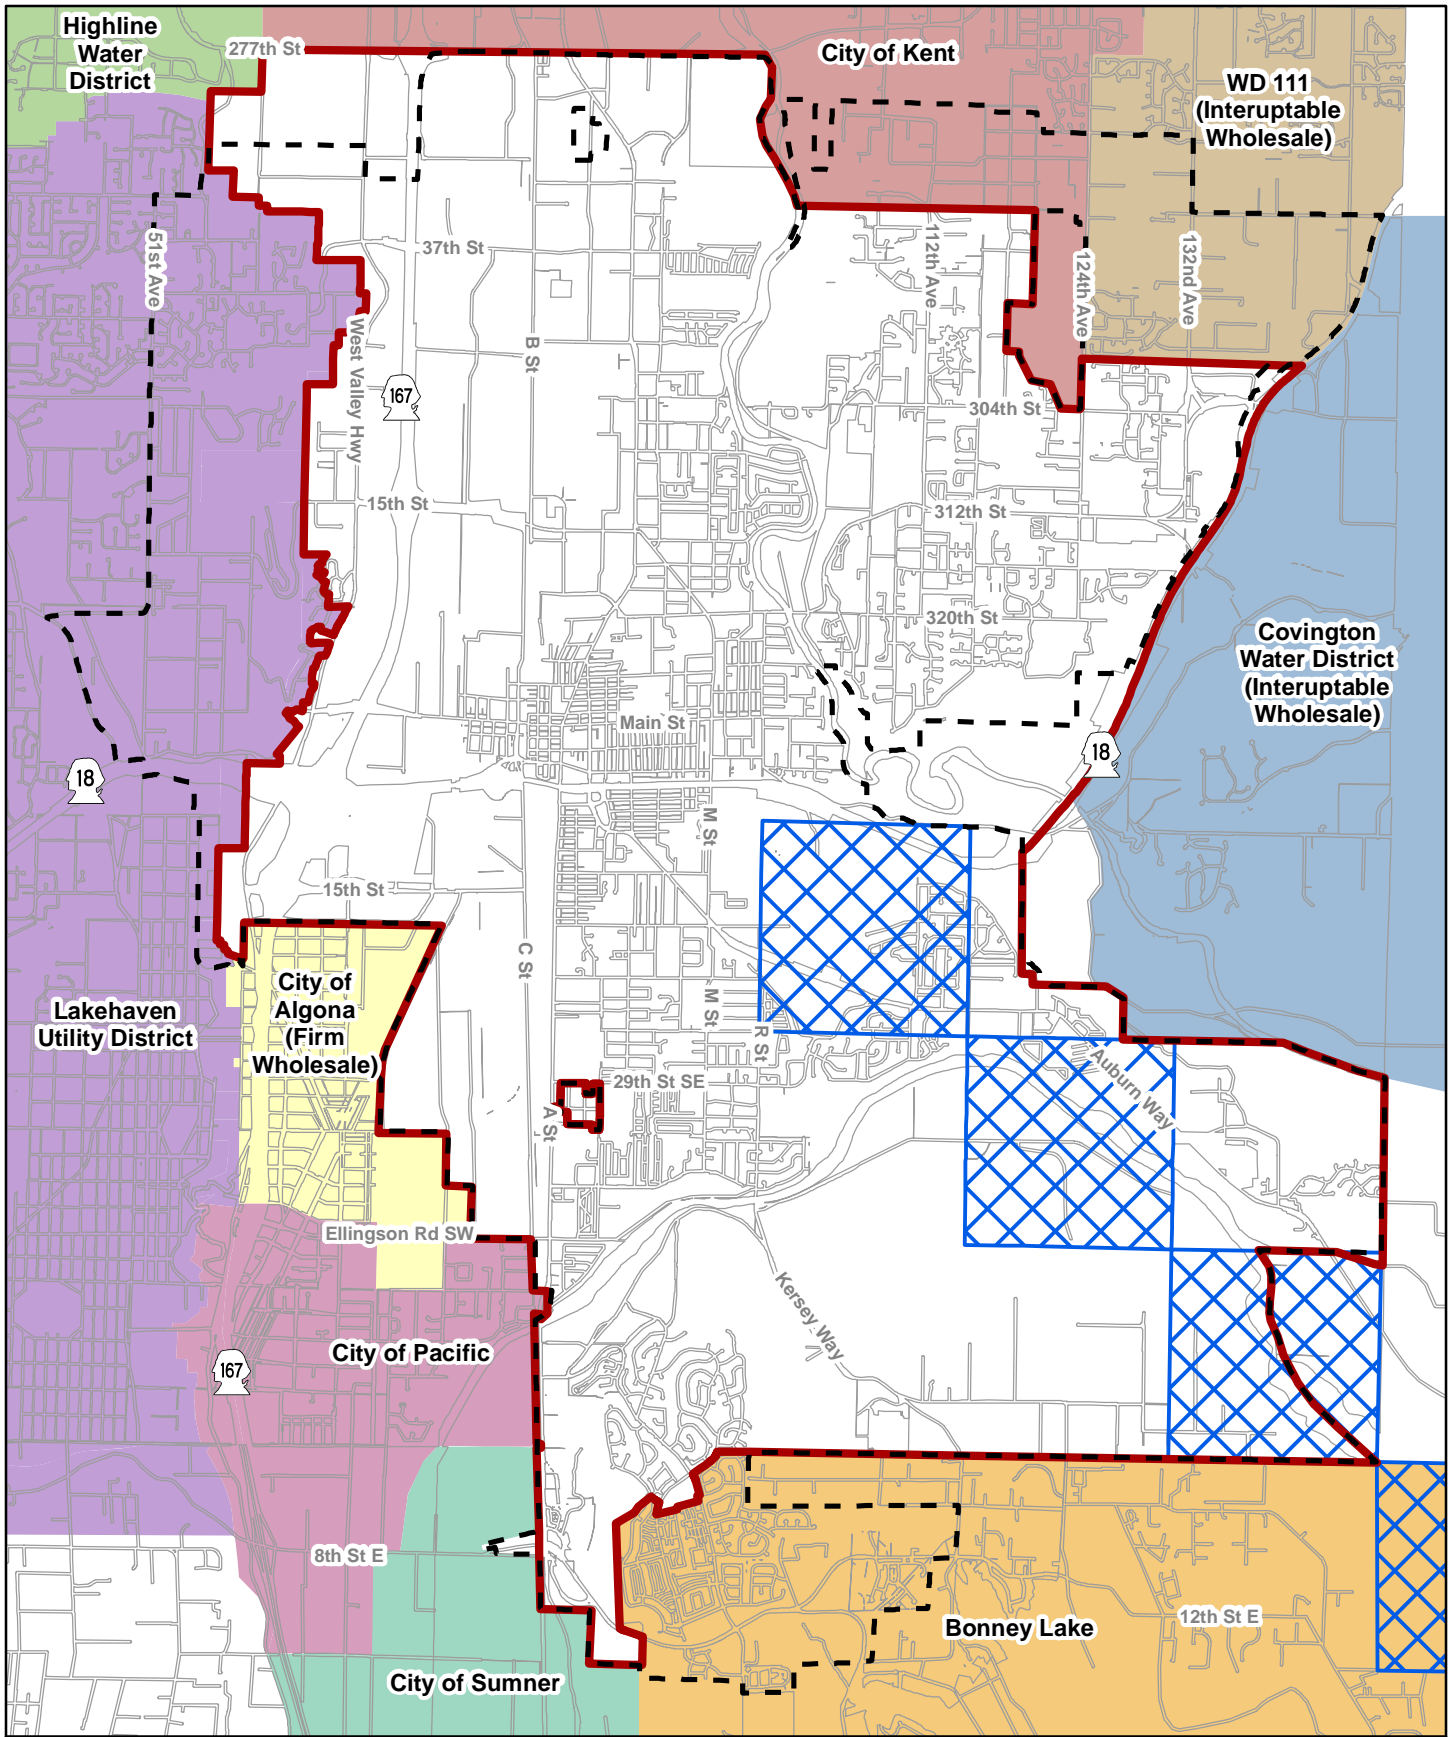 Highline
Water
District
277th St
City of Kent
WD 111
(Interuptable
Wholesale)
51st Ave
37th St
112th Ave
124th Ave
132nd Ave
West Valley Hwy
B St
167
304th St
15th St
312th St
320th St
Covington
Water District
(Interuptable
Wholesale)
Main St
18
18
M St
15th St
C St
City of
Algona
(Firm
Wholesale)
Lakehaven
Utility District
M St
R St
29th St SE
A St
Auburn Way
Ellingson Rd SW
Kersey Way
City of Pacific
167
8th St E
12th St E
Bonney Lake
City of Sumner